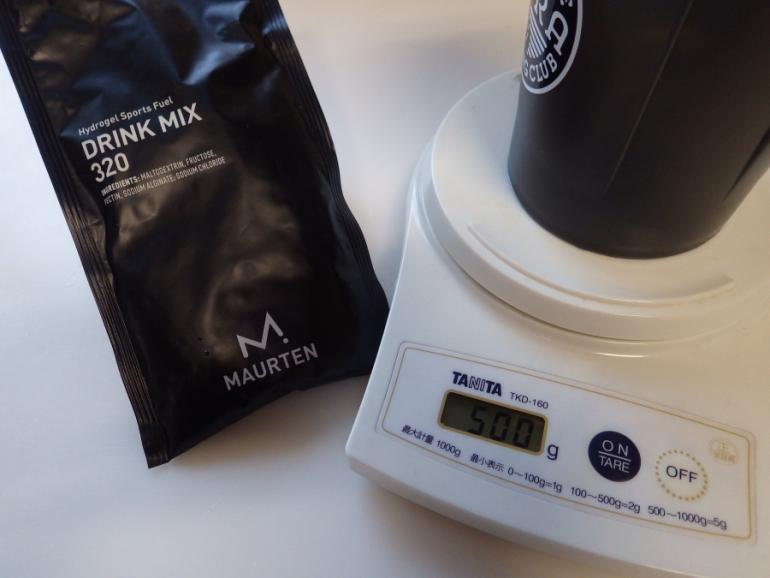 Hydrogel Sports Fuel
DRINK MIX
320
INGREDIENTS: MALTODEXTRIN, FRUCTOSE,
PECTIN, SODIUM ALGINATE, SODIUM CHLORIDE
M.
MAURTEN
CLUB
TANITA TKD-160
500 g
最大計量 1000g 最小表示 0〜100g=1g 100〜500g=2g 500〜1000g=5g
ON
TARE
OFF